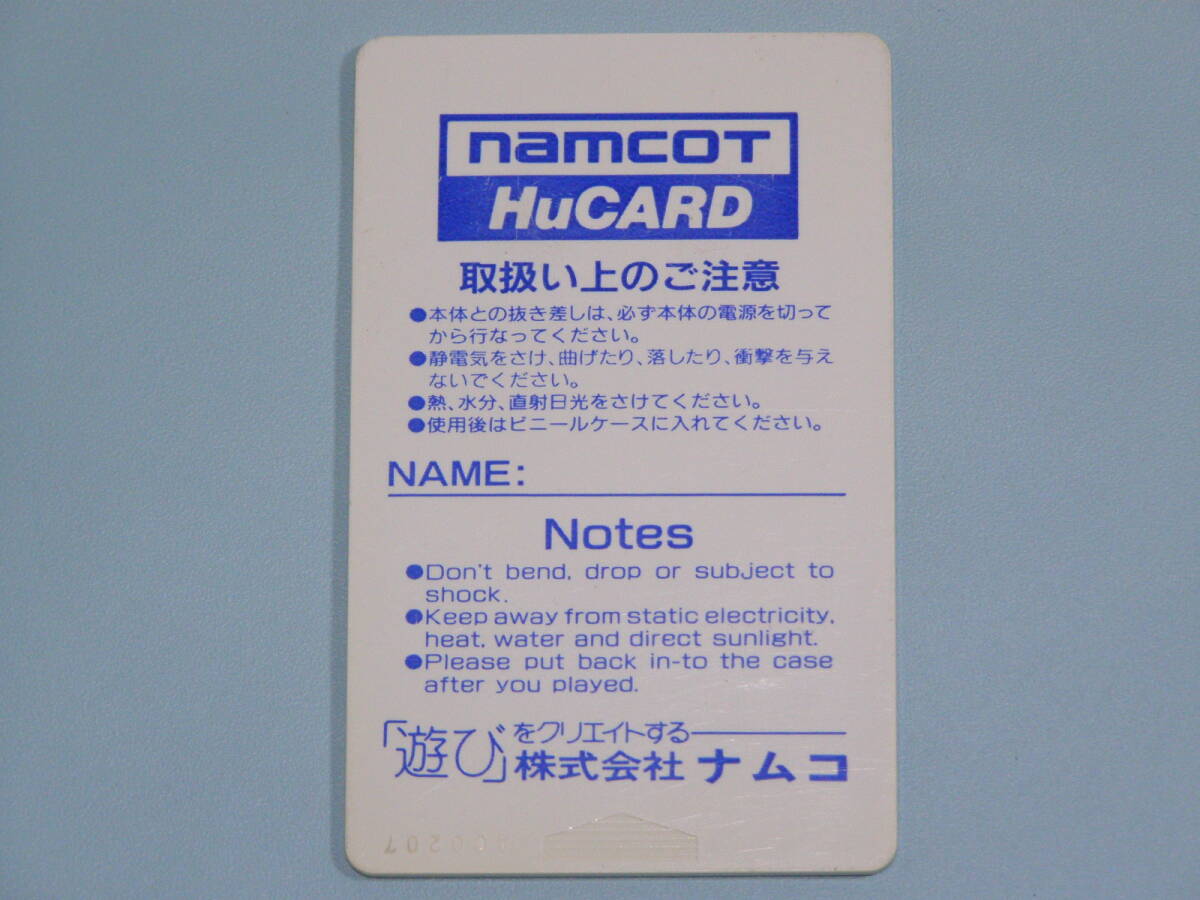 namcoT
HuCARD
取扱い上のご注意
●本体との抜き差しは、必ず本体の電源を切って
から行なってください。
●静電気をさけ、曲げたり、落したり、衝撃を与え
ないでください。
●熱、水分、直射日光をさけてください。
●使用後はビニールケースに入れてください。
NAME:
Notes
●Don't bend, drop or subject to
shock.
●Keep away from static electricity,
heat, water and direct sunlight.
●Please put back in-to the case
after you played.
「遊び」をクリエイトする
株式会社 ナムコ